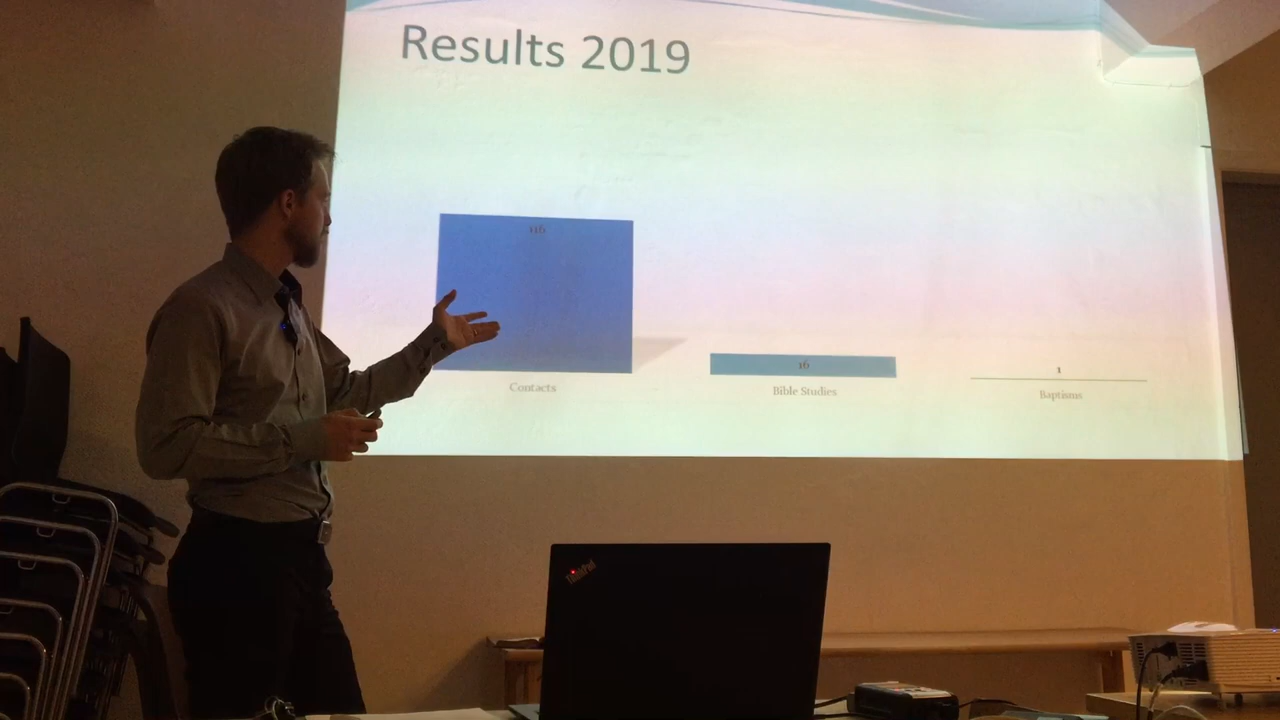 Results 2019
116
16
1
Contacts
Bible Studies
Baptisms
ThinkPad